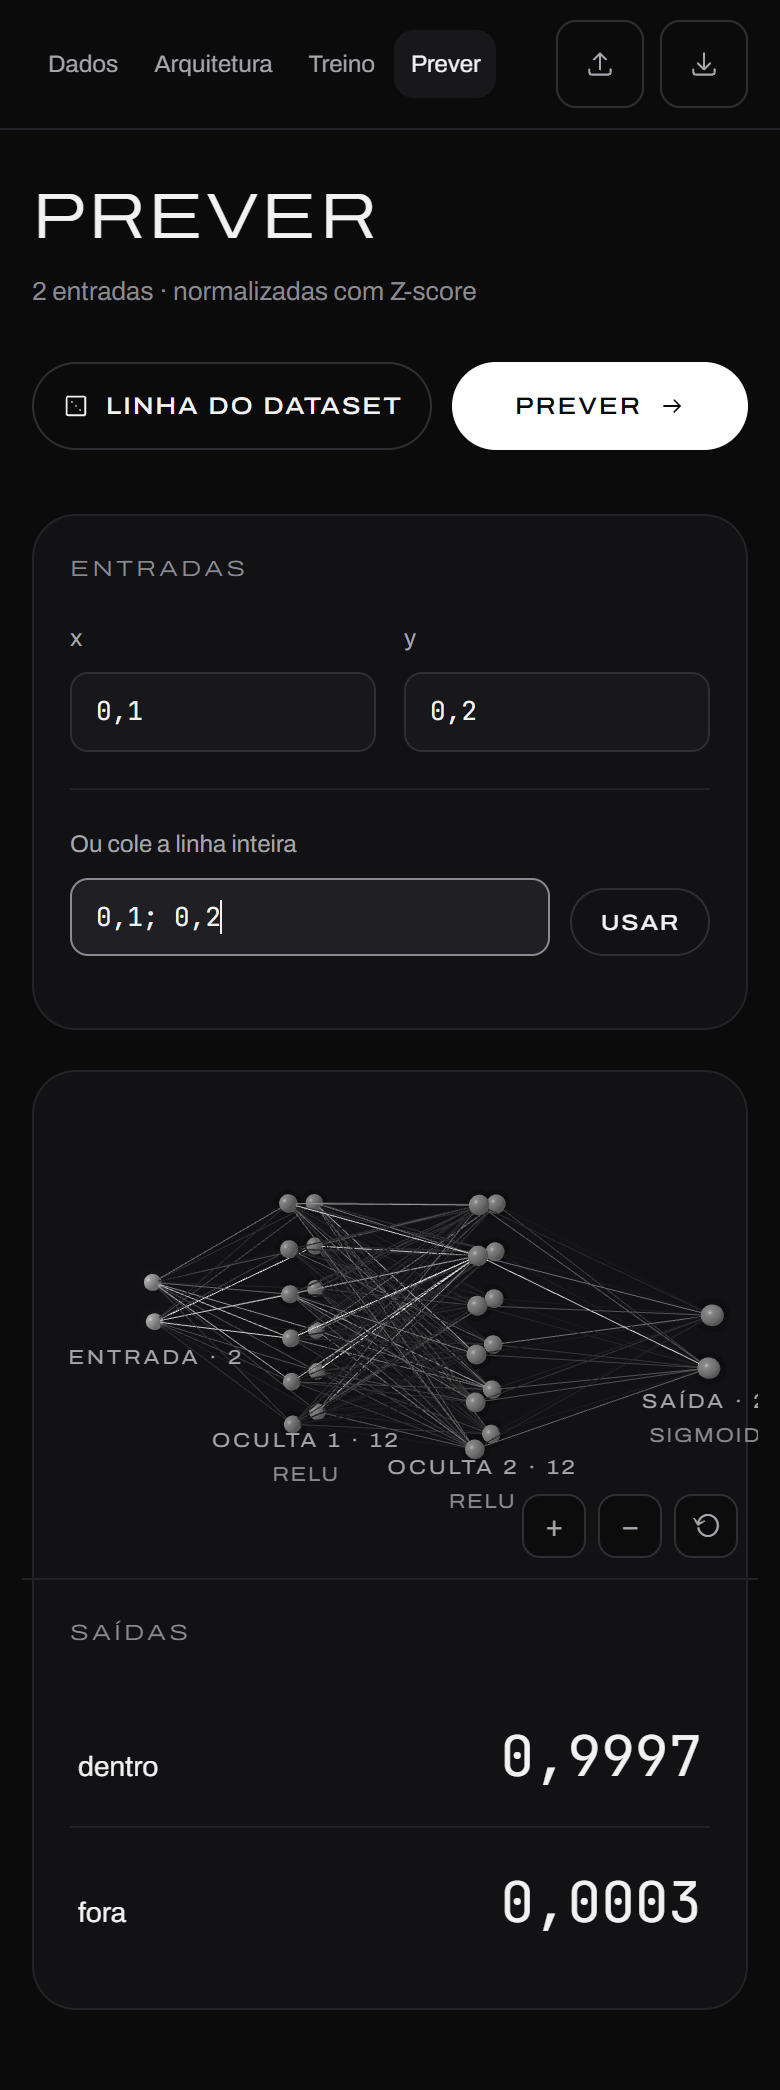 Dados Arquitetura Treino Prever
PREVER
2 entradas · normalizadas com Z-score
LINHA DO DATASET PREVER →
ENTRADAS
x y
0,1 0,2
Ou cole a linha inteira
0,1; 0,2 USAR
ENTRADA · 2
SAÍDA · 2
SIGMOID
OCULTA 1 · 12
RELU
OCULTA 2 · 12
RELU
+ −
SAÍDAS
dentro 0,9997
fora 0,0003